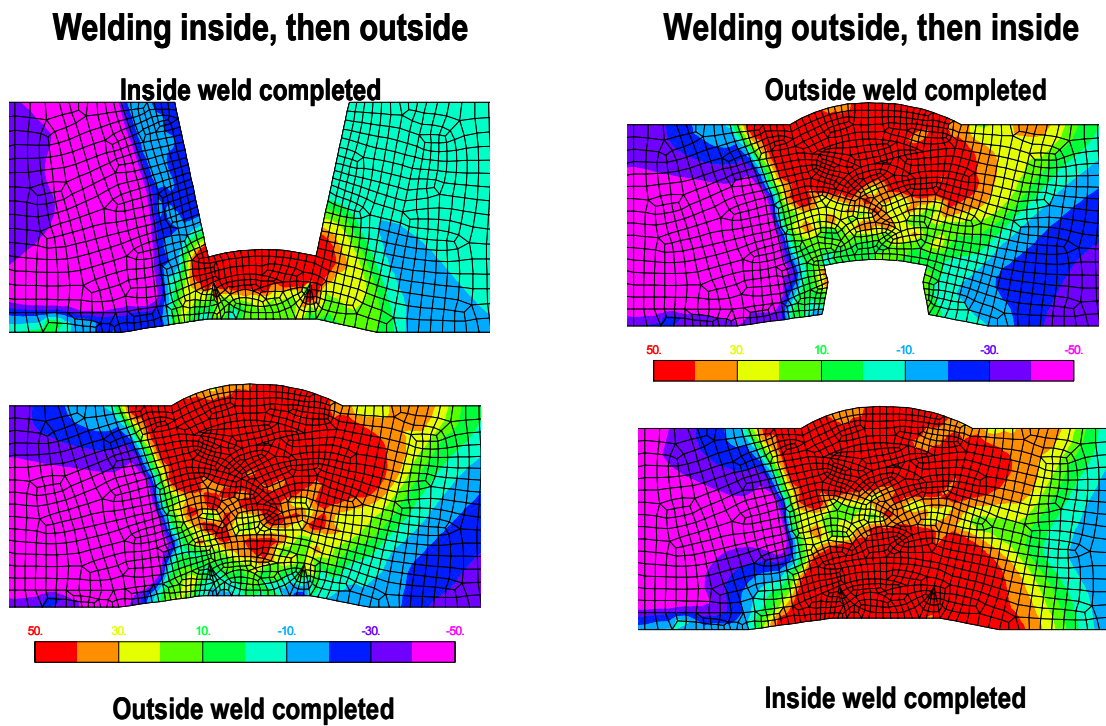 Welding inside, then outside
Inside weld completed
50. 30. 10. -10. -30. -50.
Outside weld completed
Welding outside, then inside
Outside weld completed
50. 30. 10. -10. -30. -50.
Inside weld completed